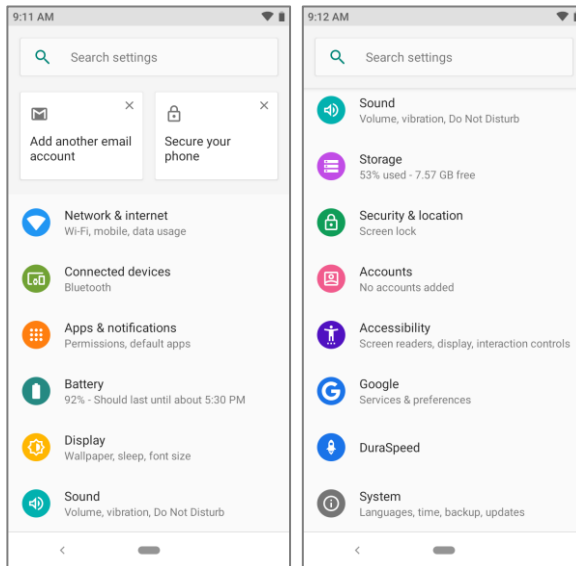 9:11 AM
Search settings
Add another email
account
Secure your
phone
Network & internet
Wi-Fi, mobile, data usage
Connected devices
Bluetooth
Apps & notifications
Permissions, default apps
Battery
92% - Should last until about 5:30 PM
Display
Wallpaper, sleep, font size
Sound
Volume, vibration, Do Not Disturb
9:12 AM
Search settings
Sound
Volume, vibration, Do Not Disturb
Storage
53% used - 7.57 GB free
Security & location
Screen lock
Accounts
No accounts added
Accessibility
Screen readers, display, interaction controls
Google
Services & preferences
DuraSpeed
System
Languages, time, backup, updates